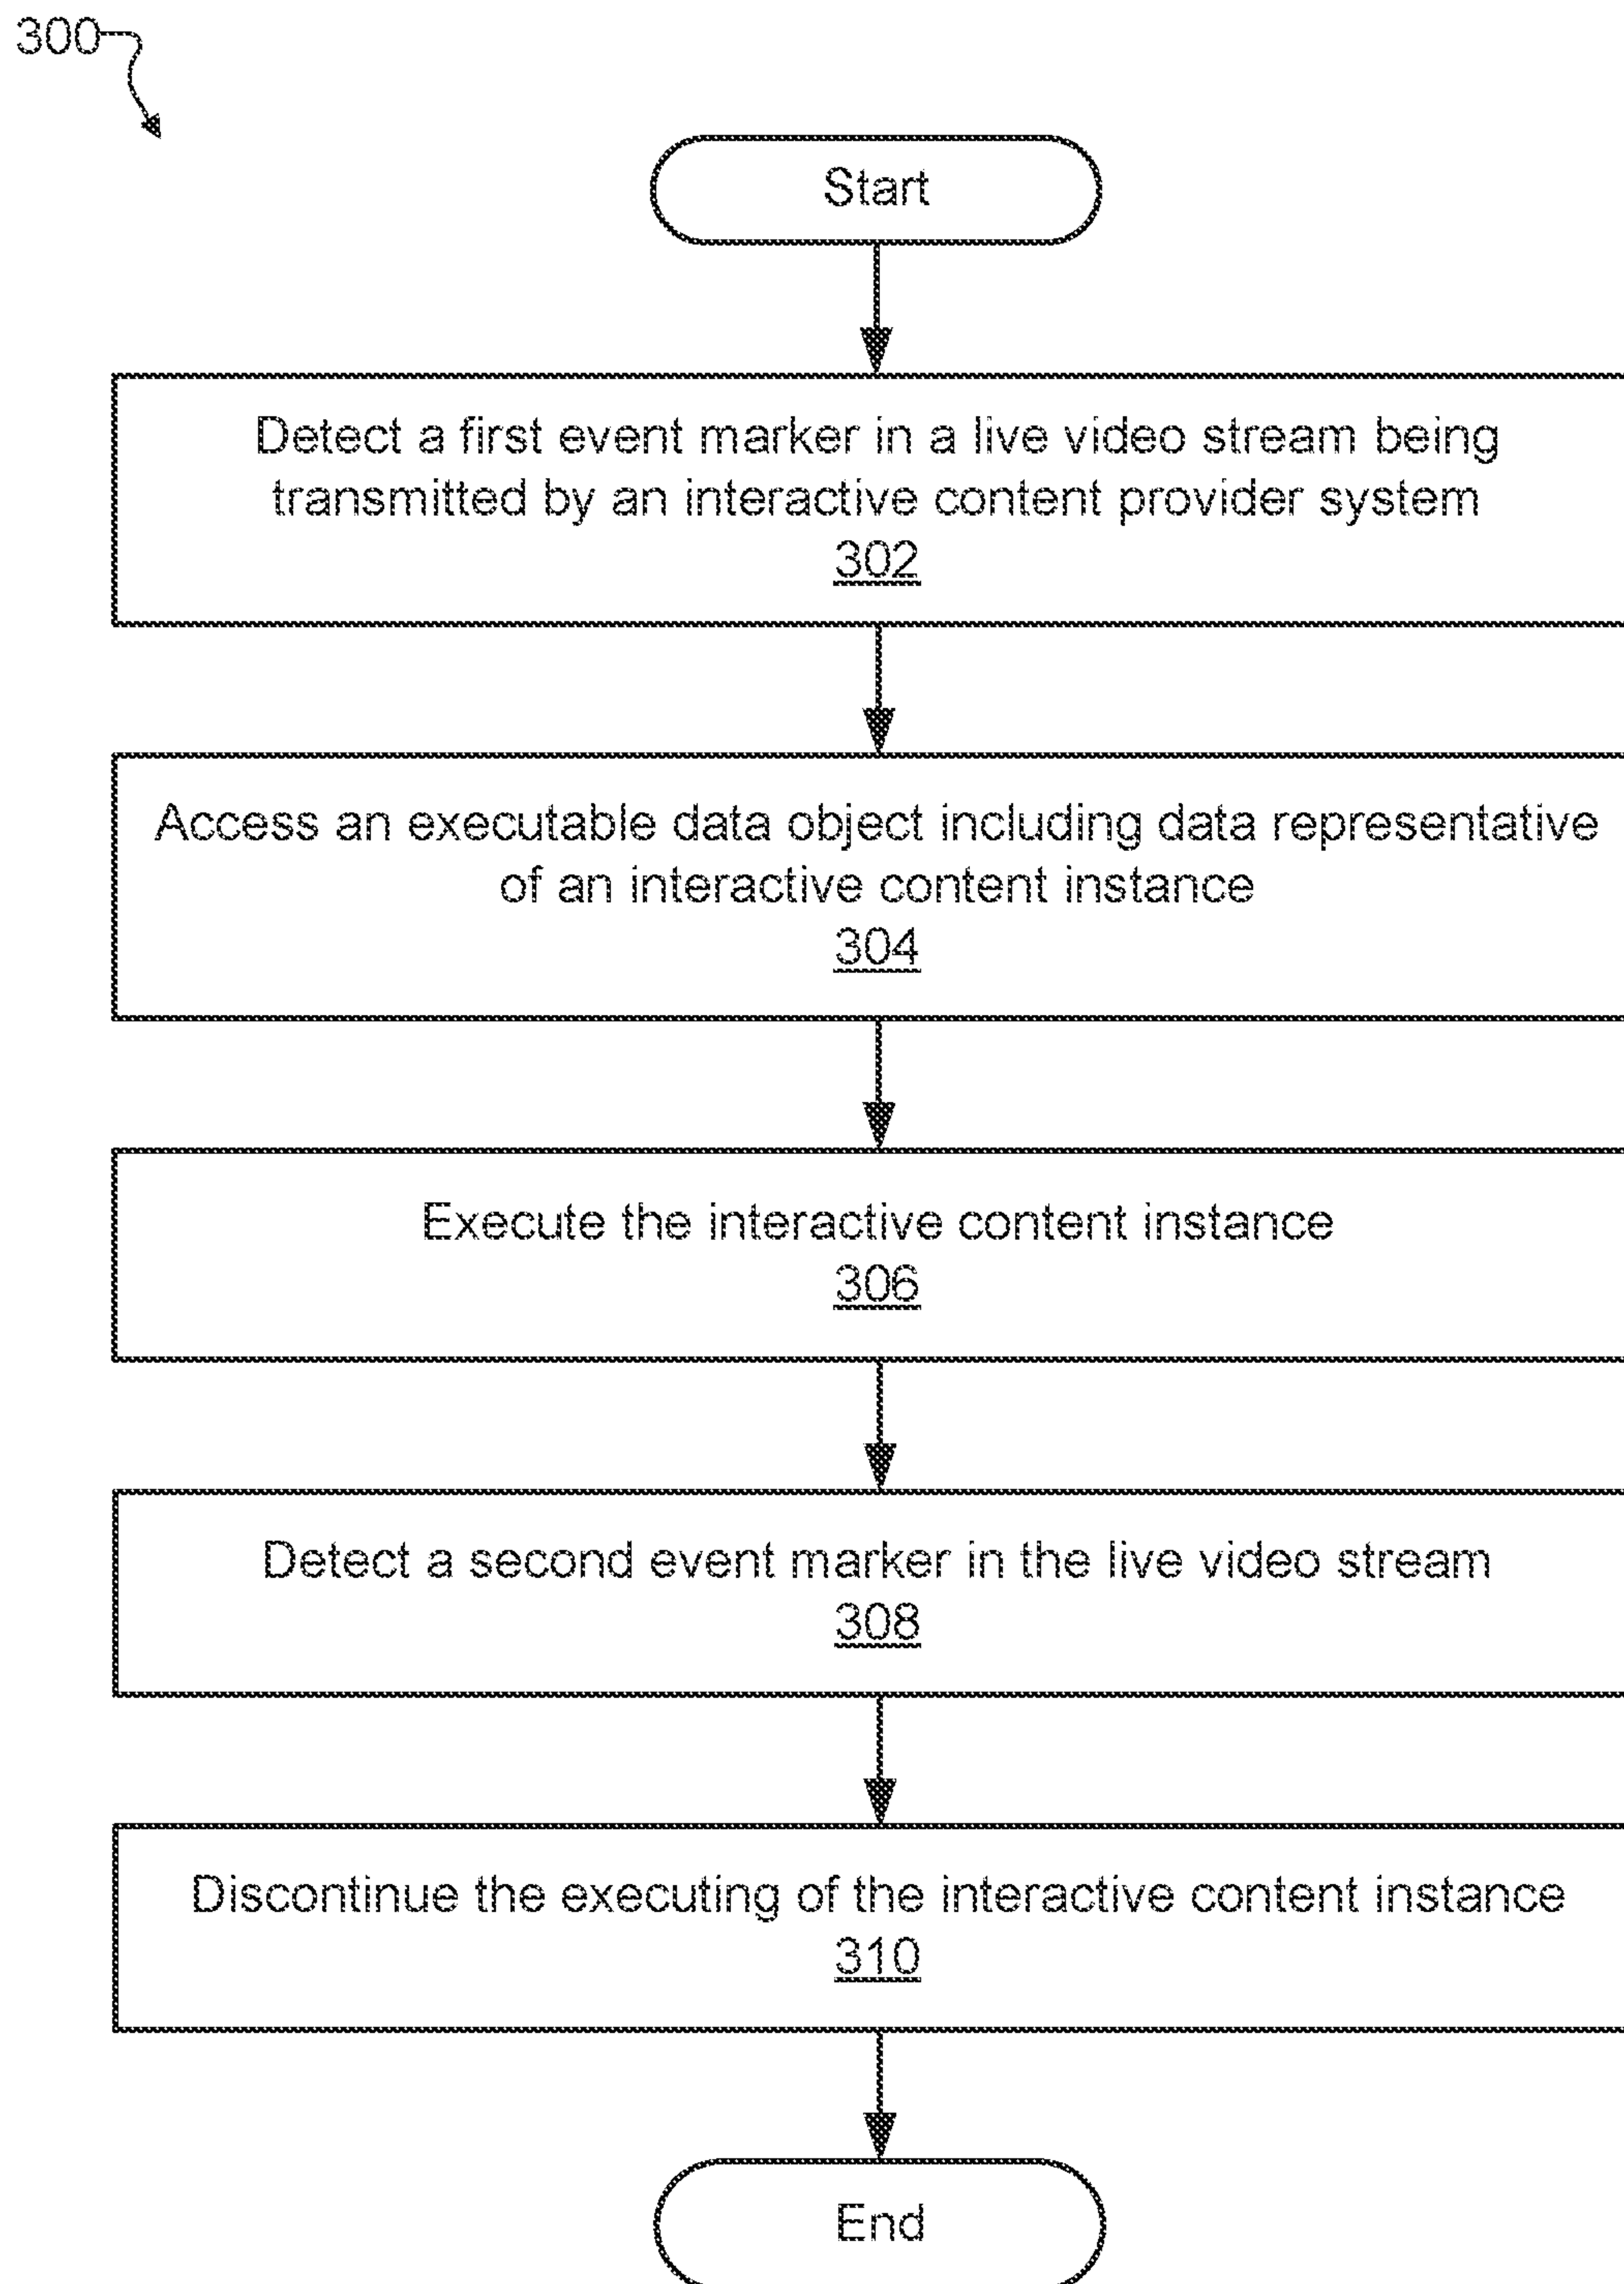 300
Start
Detect a first event marker in a live video stream being
transmitted by an interactive content provider system
302
Access an executable data object including data representative
of an interactive content instance
304
Execute the interactive content instance
306
Detect a second event marker in the live video stream
308
Discontinue the executing of the interactive content instance
310
End